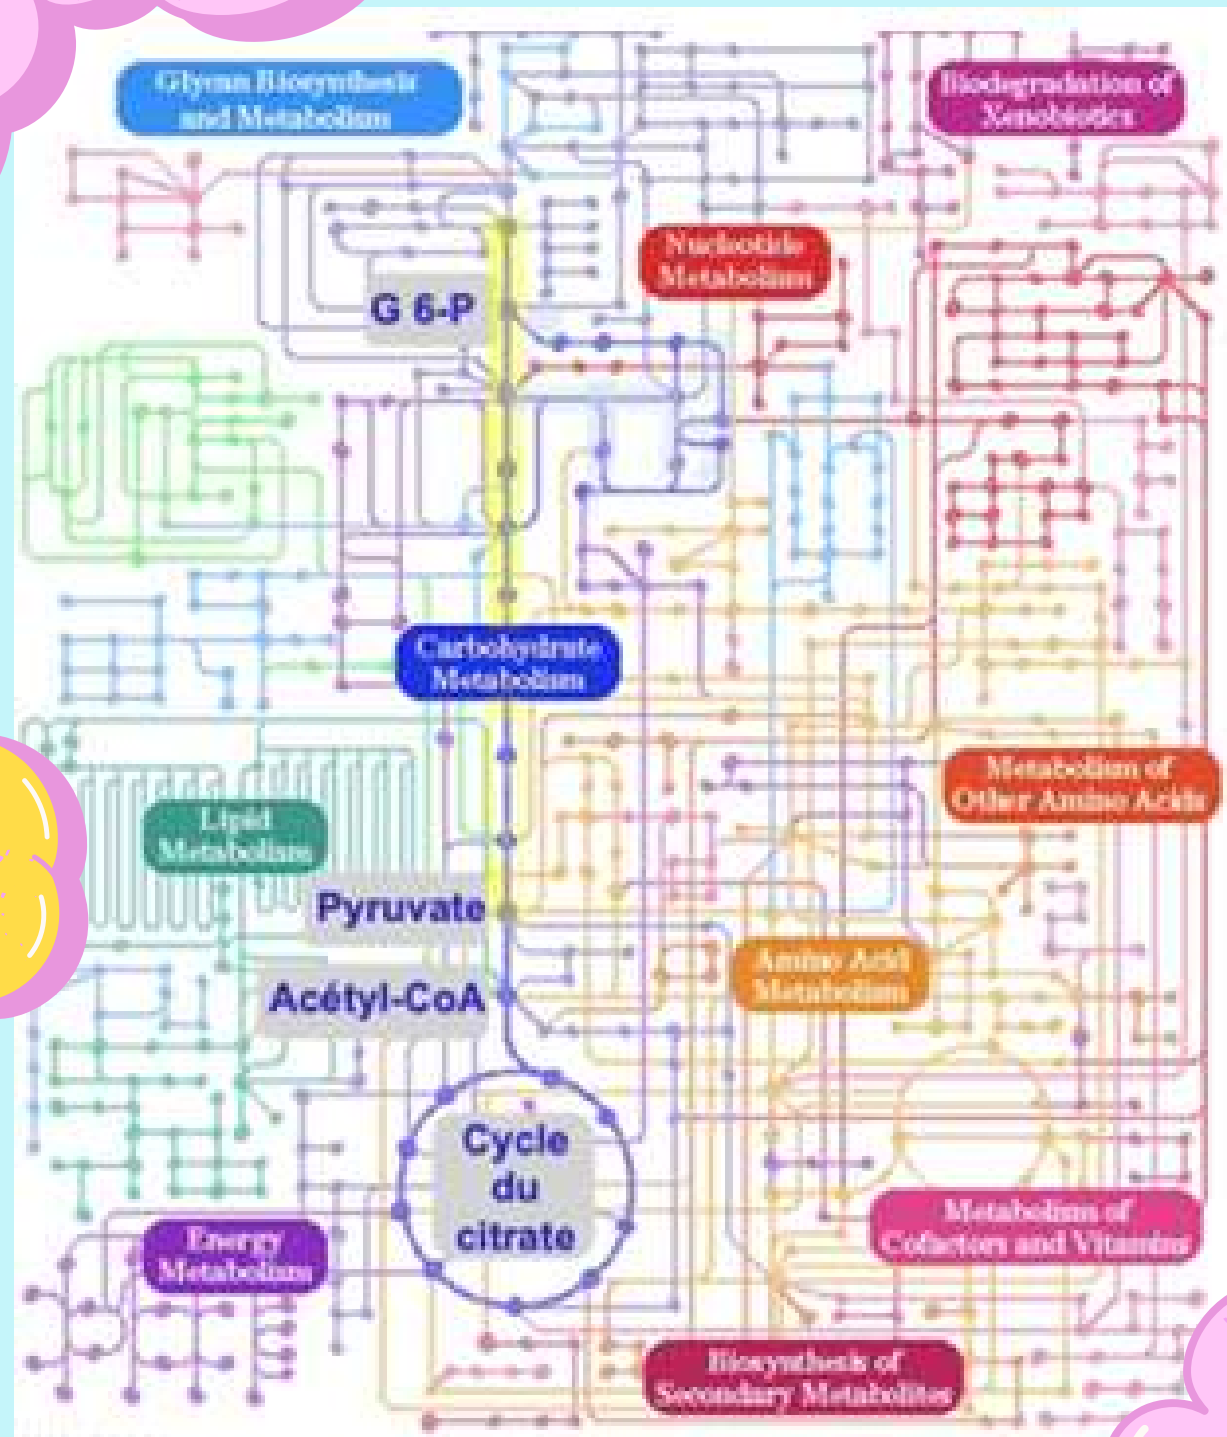 Glycan Biosynthesis
and Metabolism
Biodegradation of
Xenobiotics
Nucleotide
Metabolism
G 6-P
Carbohydrate
Metabolism
Metabolism of
Other Amino Acids
Lipid
Metabolism
Pyruvate
Amino Acid
Metabolism
Acétyl-CoA
Cycle
du
citrate
Metabolism of
Cofactors and Vitamins
Energy
Metabolism
Biosynthesis of
Secondary Metabolites